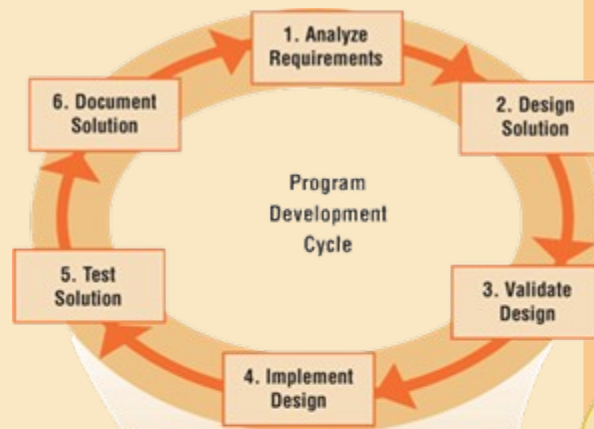 1. Analyze
Requirements
2. Design
Solution
3. Validate
Design
4. Implement
Design
5. Test
Solution
6. Document
Solution
Program
Development
Cycle